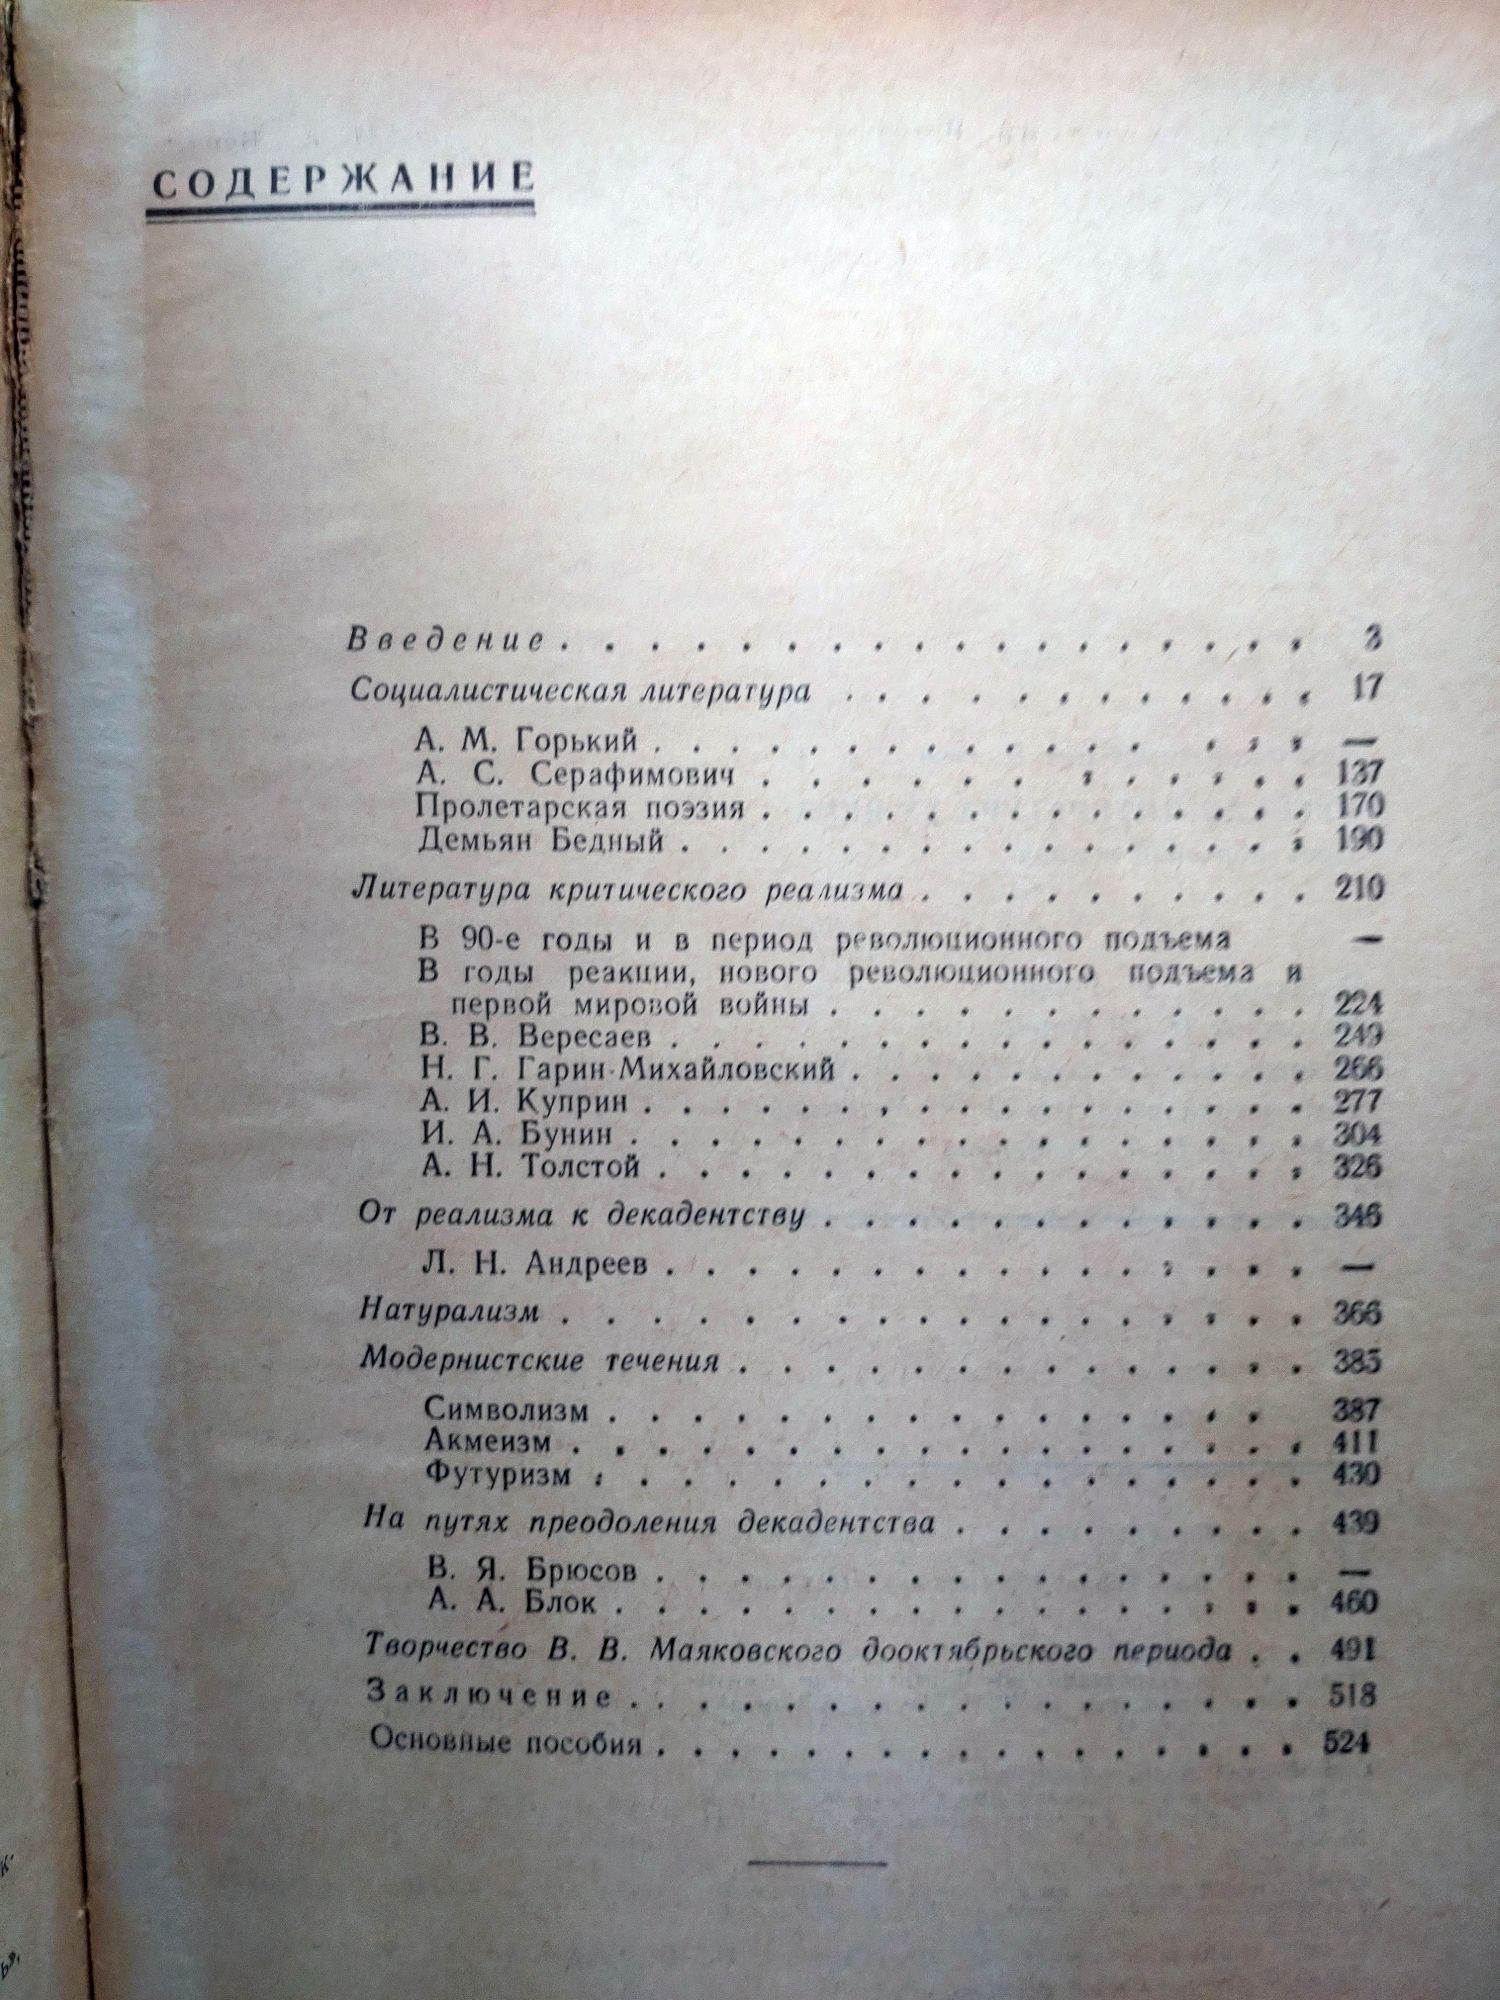 СОДЕРЖАНИЕ
Введение . . . . . . . . . . . . . . . . . 3
Социалистическая литература . . . . . . . . . . . . 17
А. М. Горький . . . . . . . . . . . . . . . . —
А. С. Серафимович . . . . . . . . . . . . . 137
Пролетарская поэзия . . . . . . . . . . . . . . 170
Демьян Бедный . . . . . . . . . . . . . . . . 190
Литература критического реализма . . . . . . . . . . 210
В 90-е годы и в период революционного подъема —
В годы реакции, нового революционного подъема и
первой мировой войны . . . . . . . . . . . . 224
В. В. Вересаев . . . . . . . . . . . . . . . . 249
Н. Г. Гарин-Михайловский . . . . . . . . . . . . 266
А. И. Куприн . . . . . . . . . . . . . . . . 277
И. А. Бунин . . . . . . . . . . . . . . . . . 304
А. Н. Толстой . . . . . . . . . . . . . . . . 326
От реализма к декадентству . . . . . . . . . . . . 346
Л. Н. Андреев . . . . . . . . . . . . . . . . —
Натурализм . . . . . . . . . . . . . . . . . 366
Модернистские течения . . . . . . . . . . . . . . 385
Символизм . . . . . . . . . . . . . . . . 387
Акмеизм . . . . . . . . . . . . . . . . . 411
Футуризм . . . . . . . . . . . . . . . . . 430
На путях преодоления декадентства . . . . . . . . . 439
В. Я. Брюсов . . . . . . . . . . . . . . . . —
А. А. Блок . . . . . . . . . . . . . . . . . 460
Творчество В. В. Маяковского дооктябрьского периода . . 491
Заключение . . . . . . . . . . . . . . . . . 518
Основные пособия . . . . . . . . . . . . . . . . . 524